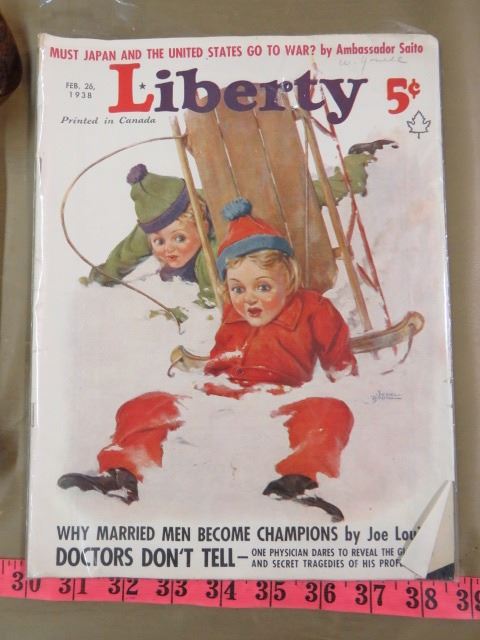 MUST JAPAN AND THE UNITED STATES GO TO WAR? by Ambassador Saito
FEB. 26,
1938
Liberty
5¢
Printed in Canada
WHY MARRIED MEN BECOME CHAMPIONS by Joe
DOCTORS DON'T TELL—
ONE PHYSICIAN DARES TO REVEAL THE
AND SECRET TRAGEDIES OF HIS
30 31 32 33 34 35 36 37 38 39